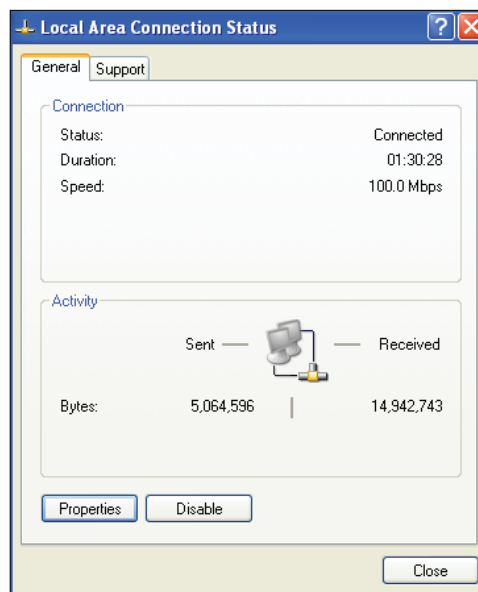 Local Area Connection Status
General Support
Connection
Status: Connected
Duration: 01:30:28
Speed: 100.0 Mbps
Activity
Sent Received
Bytes: 5,064,596 14,942,743
Properties Disable
Close